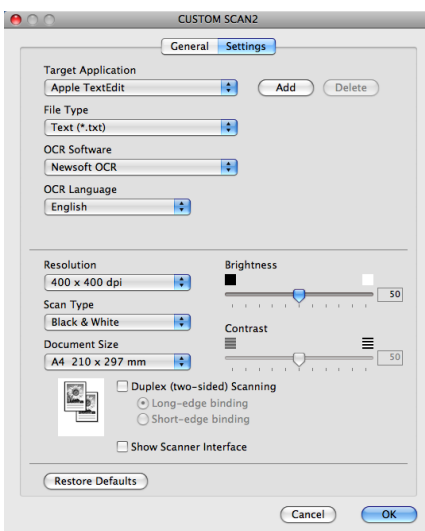 CUSTOM SCAN2
General Settings
Target Application
Apple TextEdit Add Delete
File Type
Text (*.txt)
OCR Software
Newsoft OCR
OCR Language
English
Resolution Brightness
400 x 400 dpi 50
Scan Type
Black & White
Contrast
Document Size
A4 210 x 297 mm 50
Duplex (two-sided) Scanning
Long-edge binding
Short-edge binding
Show Scanner Interface
Restore Defaults
Cancel OK